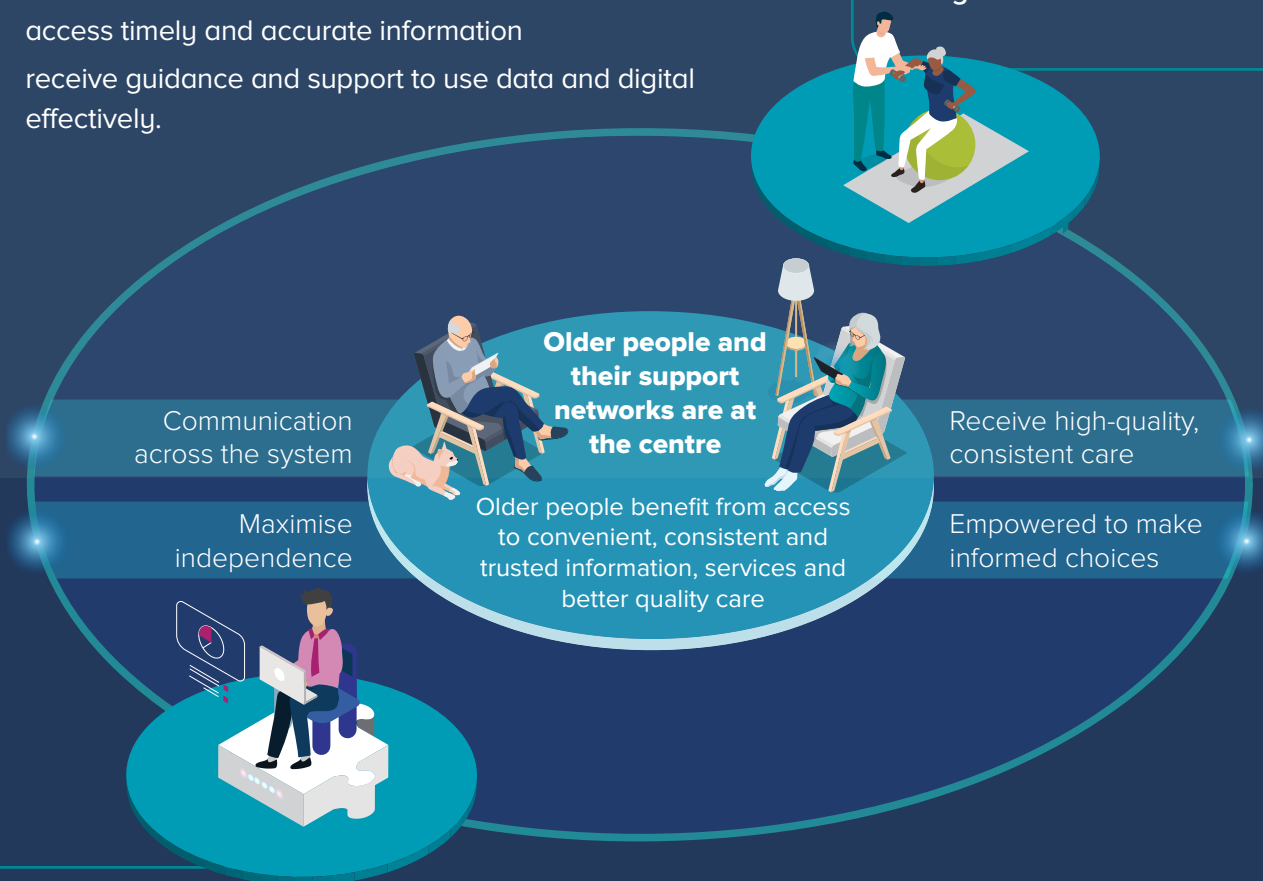 access timely and accurate information
receive guidance and support to use data and digital
effectively.
Older people and
their support
networks are at
the centre
Older people benefit from access
to convenient, consistent and
trusted information, services and
better quality care
Communication
across the system
Maximise
independence
Receive high-quality,
consistent care
Empowered to make
informed choices